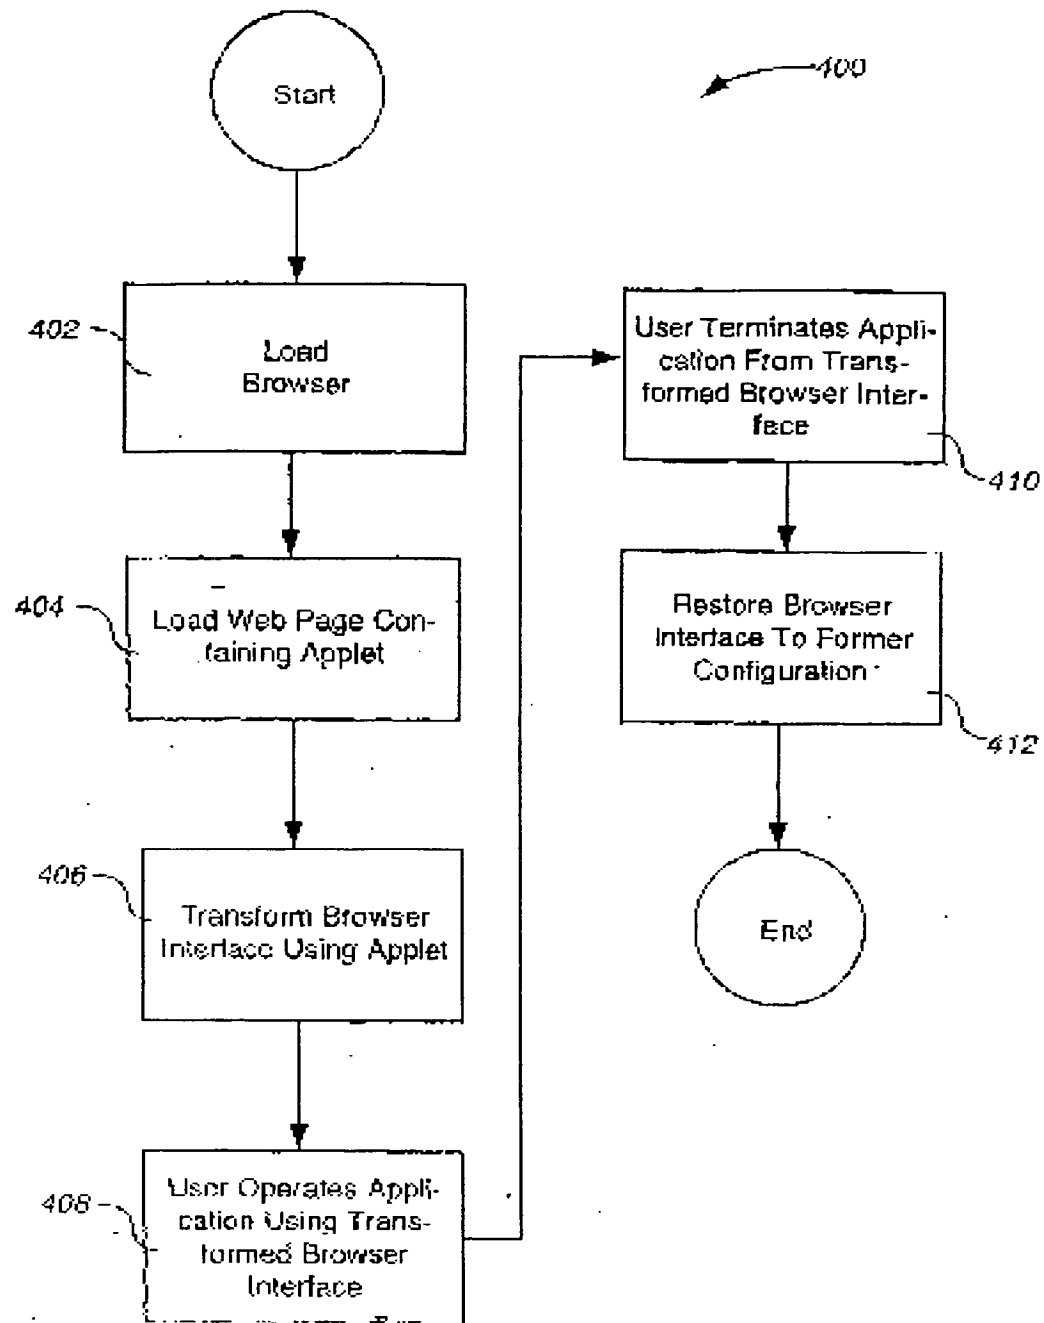 Start
400
402
Load
Browser
404
Load Web Page Con-
taining Applet
406
Transform Browser
Interface Using Applet
408
User Operates Appli-
cation Using Trans-
formed Browser
Interface
User Terminates Appli-
cation From Trans-
formed Browser Inter-
face
410
Restore Browser
Interface To Former
Configuration
412
End